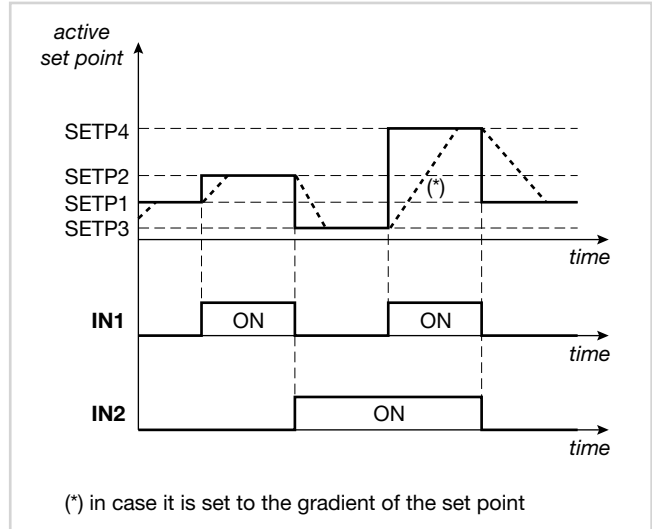 active
set point
SETP4
SETP2
(*)
SETP1
SETP3
time
IN1
ON
ON
time
IN2
ON
time
(*) in case it is set to the gradient of the set point